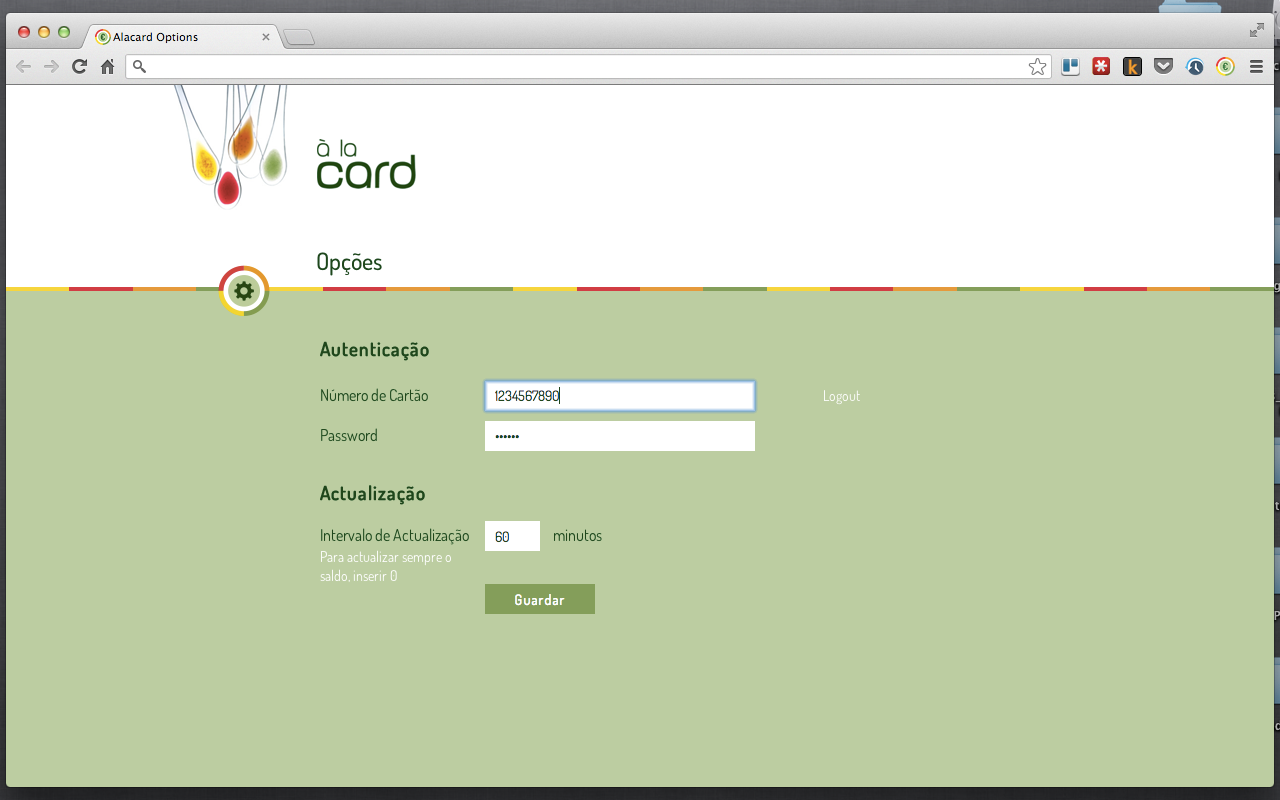 Alacard Options
à la
card
Opções
Autenticação
Número de Cartão
1234567890
Logout
Password
••••••
Actualização
Intervalo de Actualização
60
minutos
Para actualizar sempre o
saldo, inserir 0
Guardar